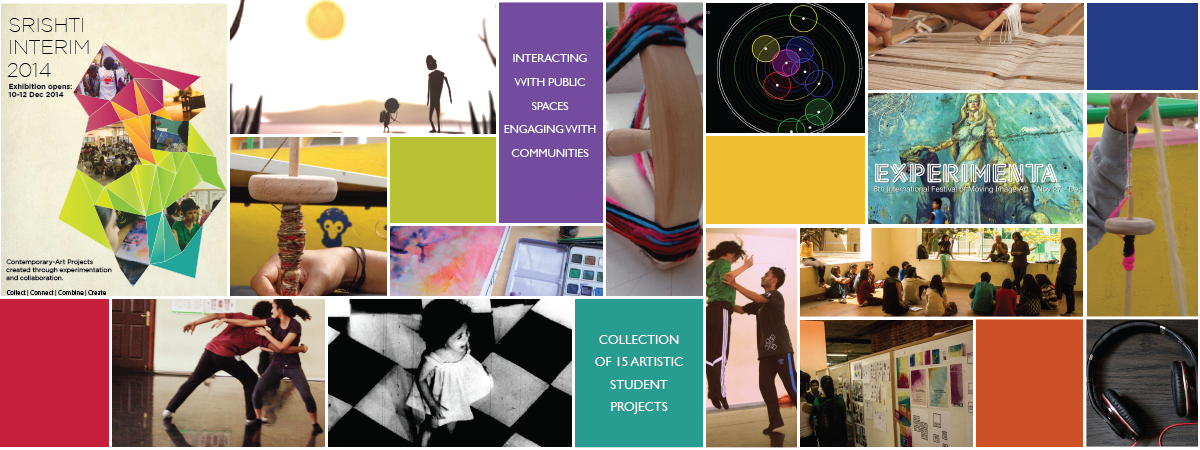 SRISHTI
INTERIM
2014
Exhibition opens:
10-12 Dec 2014
Contemporary-Art Projects
created through experimentation
and collaboration.
Collect | Connect | Combine | Create
INTERACTING
WITH PUBLIC
SPACES
ENGAGING WITH
COMMUNITIES
EXPERIMENTA
8th International Festival of Moving Image Art
COLLECTION
OF 15 ARTISTIC
STUDENT
PROJECTS